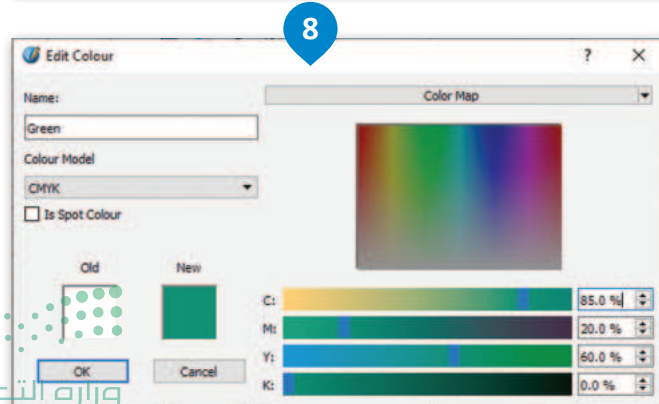 8
Edit Colour ? ×
Name:
Color Map
Green
Colour Model
CMYK
Is Spot Colour
Old New
C: 85.0 %
M: 20.0 %
Y: 60.0 %
K: 0.0 %
OK Cancel
وزارة